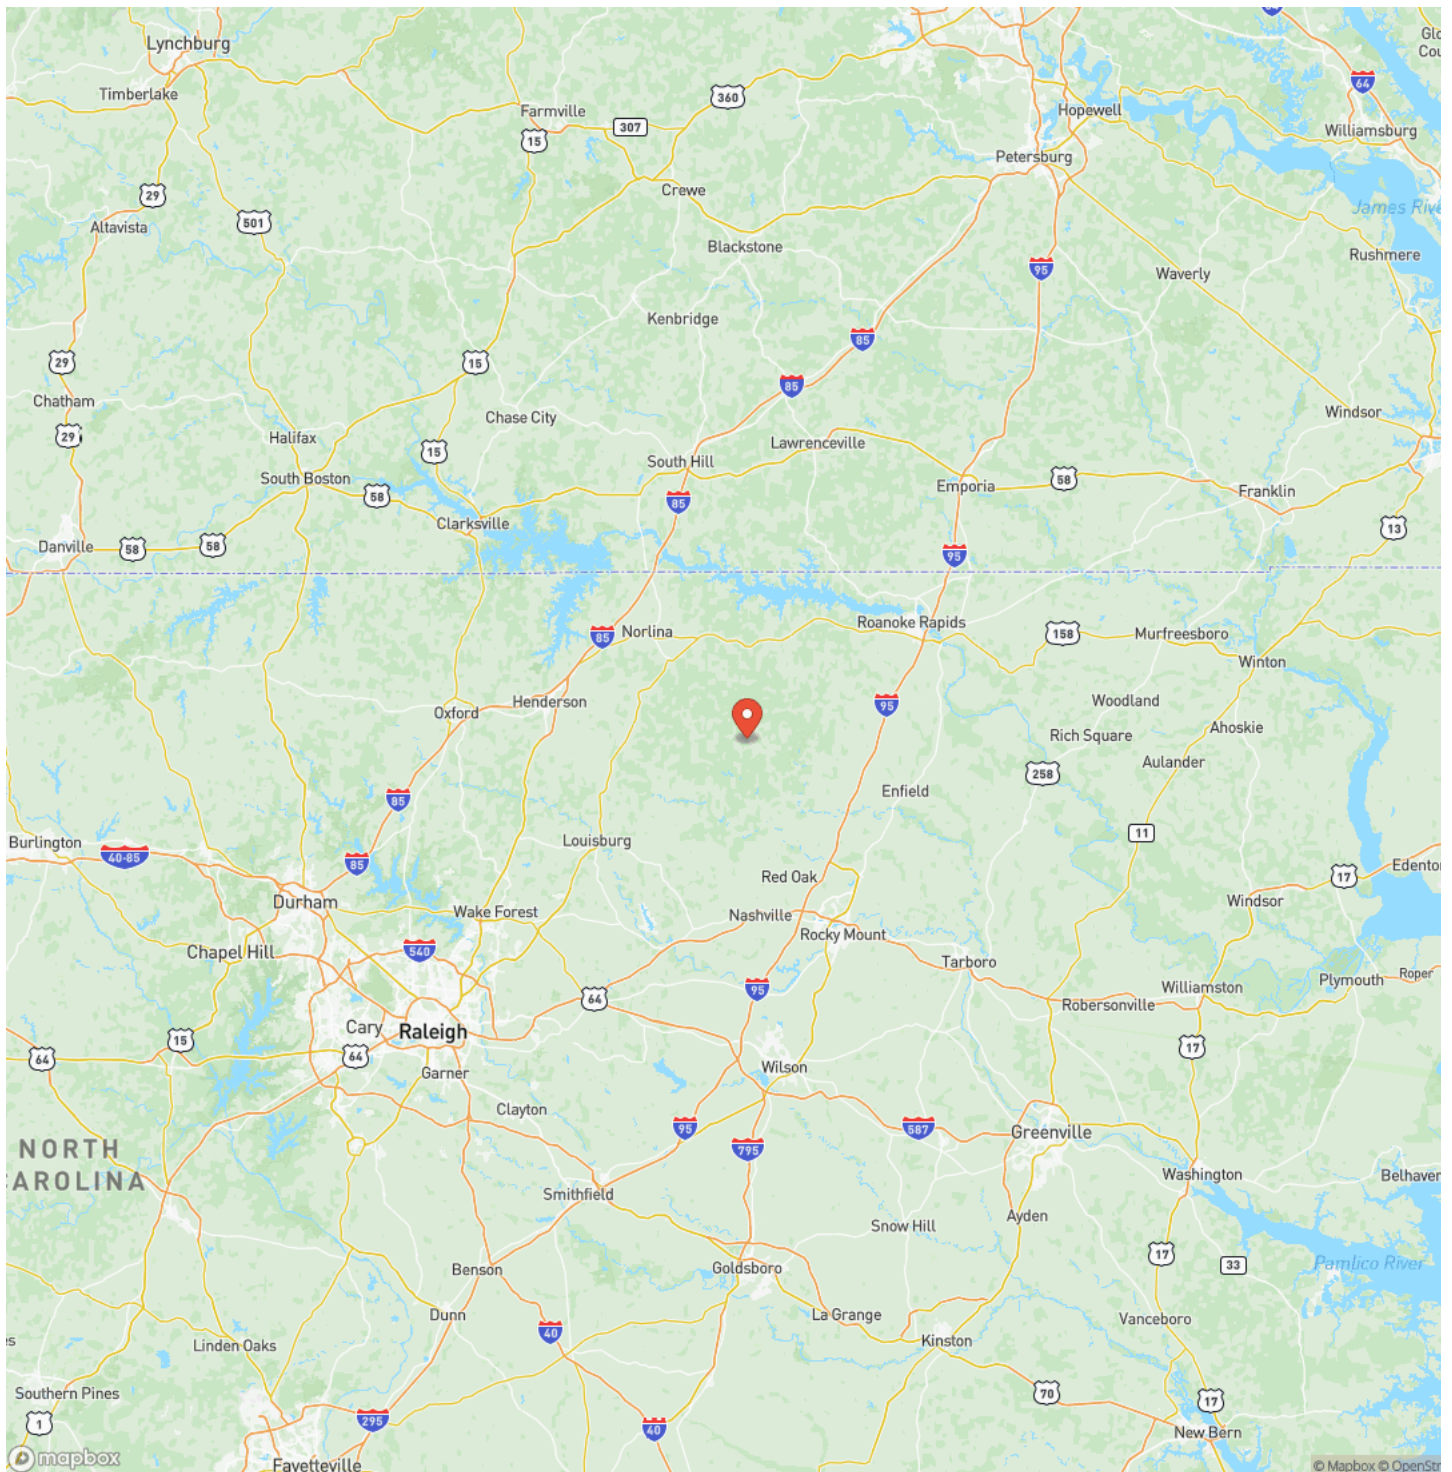 Lynchburg
Timberlake
Farmville
360
307
15
Hopewell
64
Glo
Cou
Williamsburg
Petersburg
29
Crewe
501
Altavista
Blackstone
James Rive
Rushmere
95
Waverly
Kenbridge
85
29
15
85
Chatham
Chase City
Windsor
29
Halifax
15
Lawrenceville
South Hill
South Boston
58
85
Emporia
58
Franklin
Clarksville
13
Danville
58
58
95
Roanoke Rapids
85
Norlina
158
Murfreesboro
Winton
Henderson
Oxford
95
Woodland
Rich Square
Ahoskie
Aulander
258
85
Enfield
11
Burlington
40-85
85
Louisburg
Red Oak
17
Edento
Durham
Wake Forest
Nashville
Windsor
Rocky Mount
Chapel Hill
540
Tarboro
Plymouth
Roper
95
64
Williamston
Robersonville
Cary
Raleigh
15
64
64
17
Garner
Wilson
Clayton
95
587
795
Greenville
NORTH
CAROLINA
Washington
Belhaven
Smithfield
Ayden
Snow Hill
17
33
Pamlico River
Benson
Goldsboro
Dunn
La Grange
Vanceboro
40
Kinston
Linden Oaks
es
Southern Pines
70
17
1
295
40
New Bern
mapbox
Fayetteville
© Mapbox © OpenStr